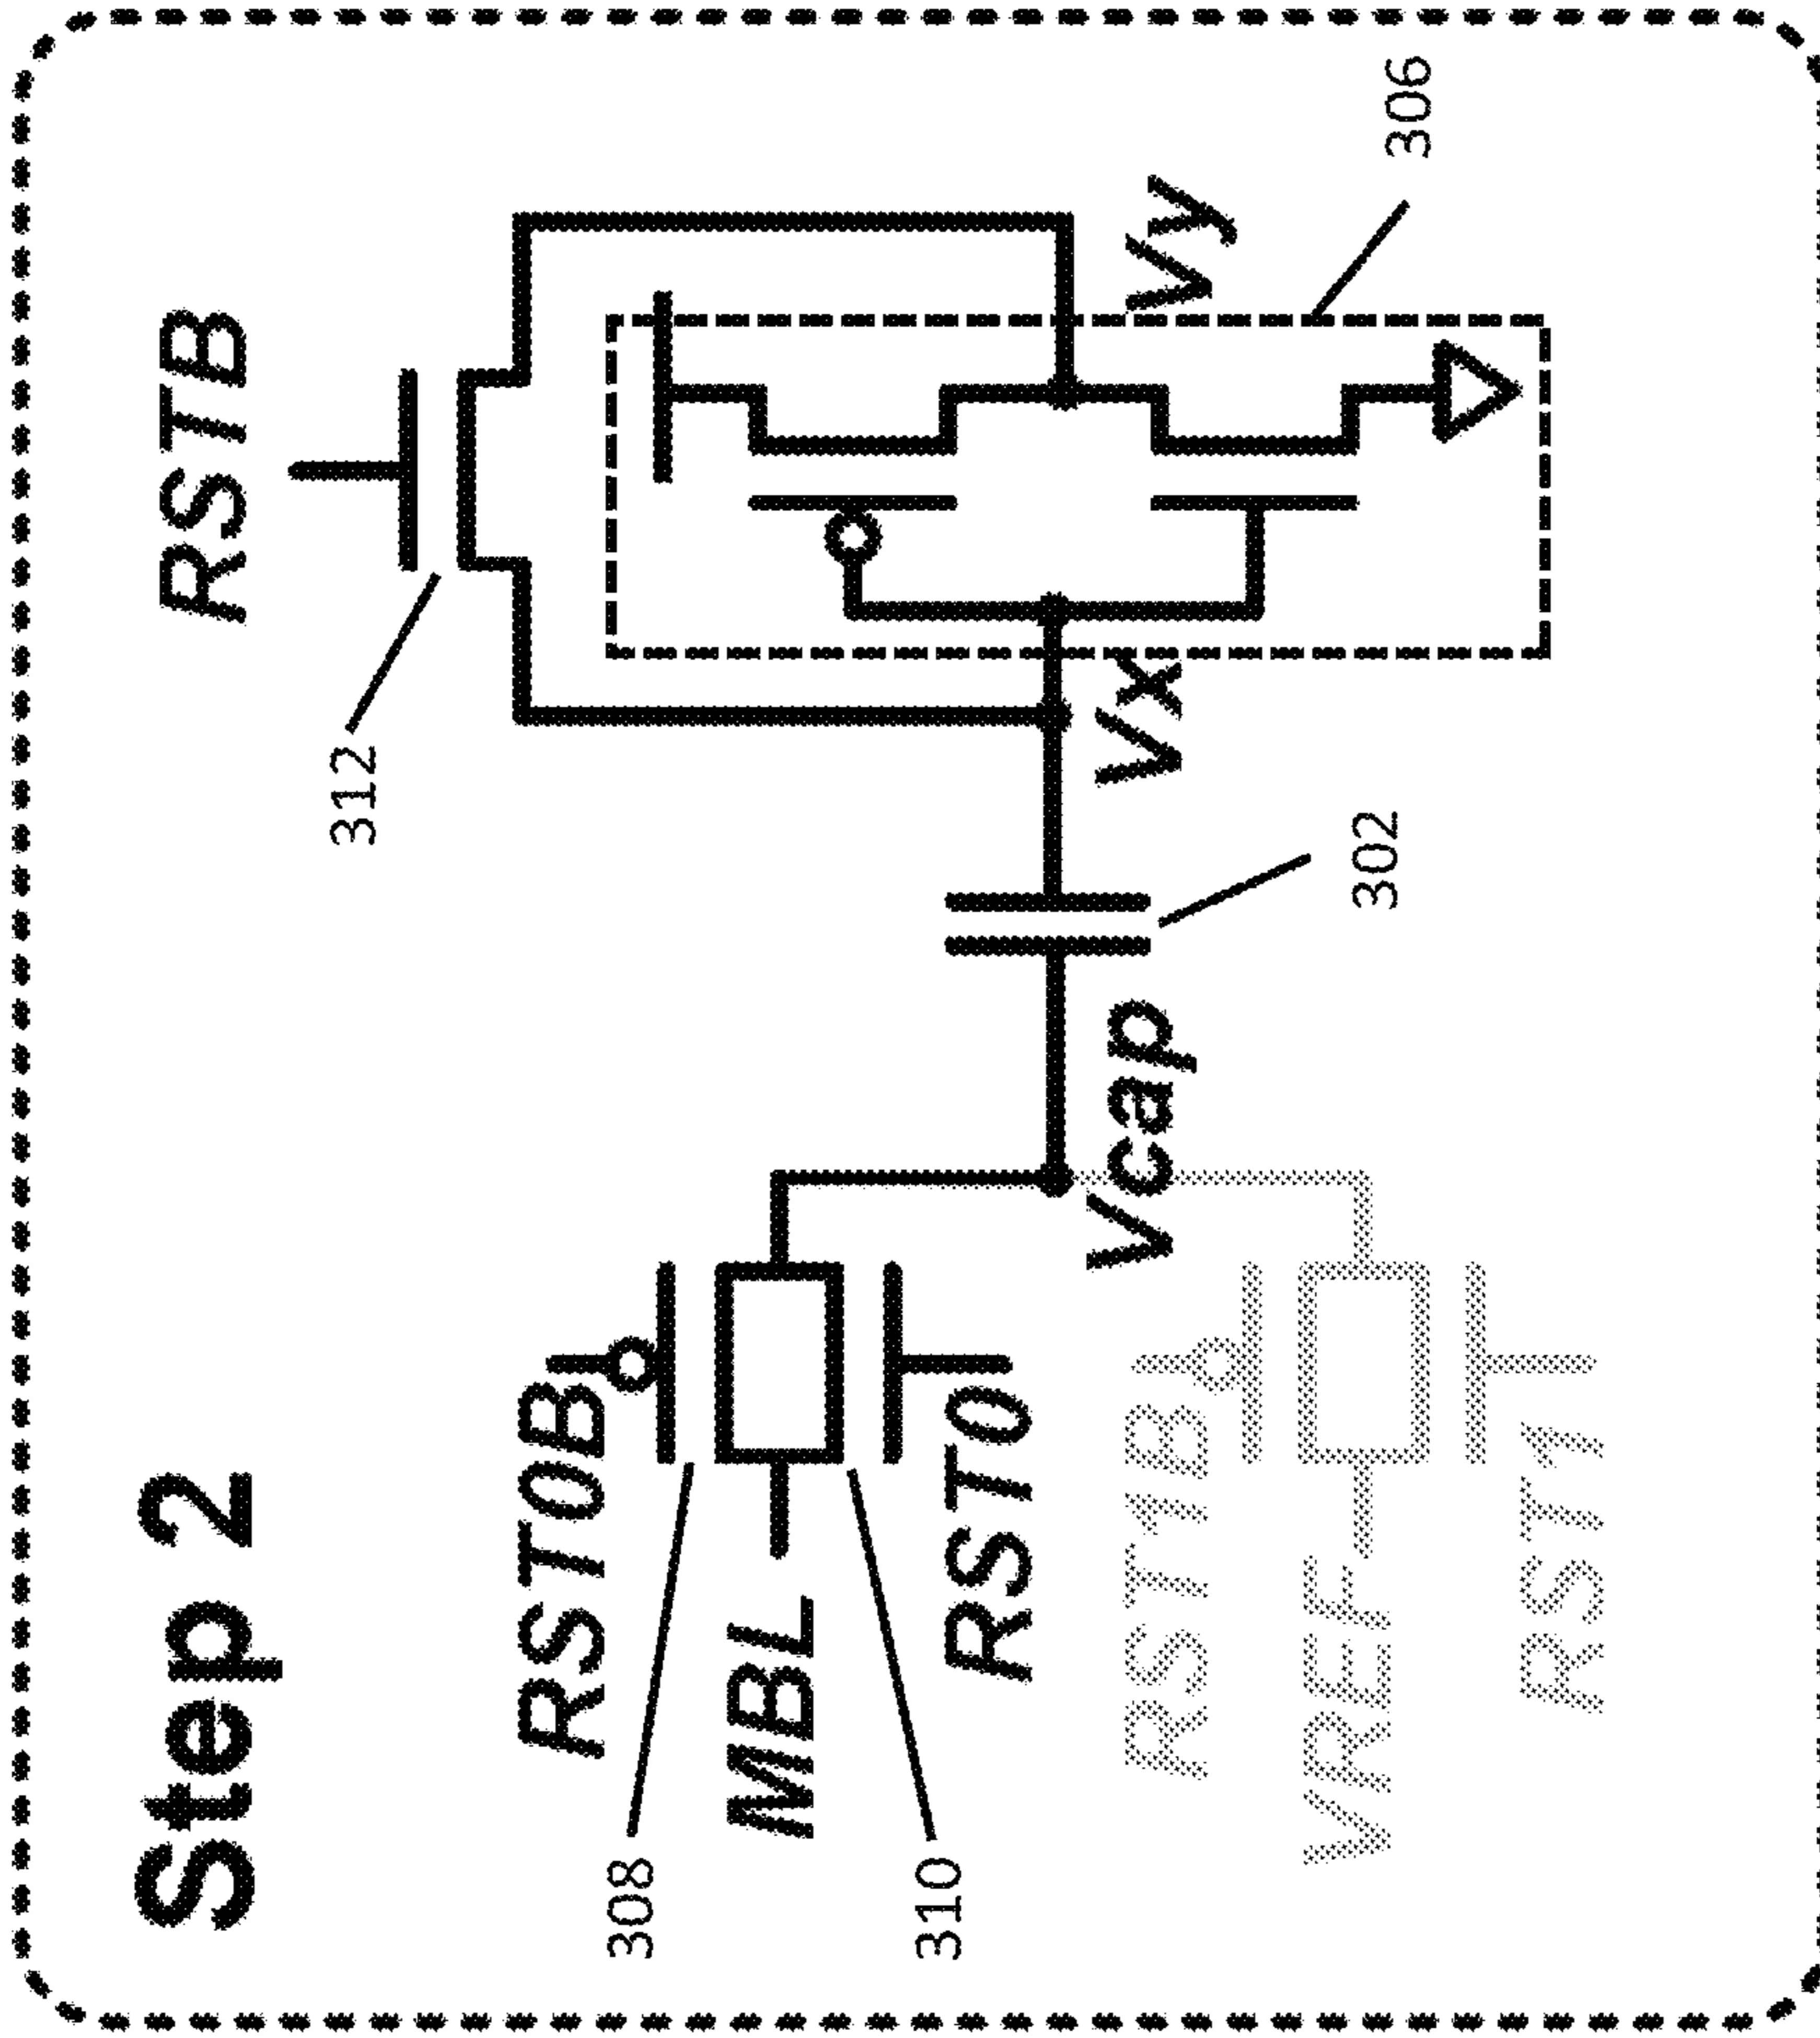 Step 2
RSTB
312
308
RST0B
MBL
310
RST0
Vcap
Vx
Vy
302
306
RST1B
VREF
RST1